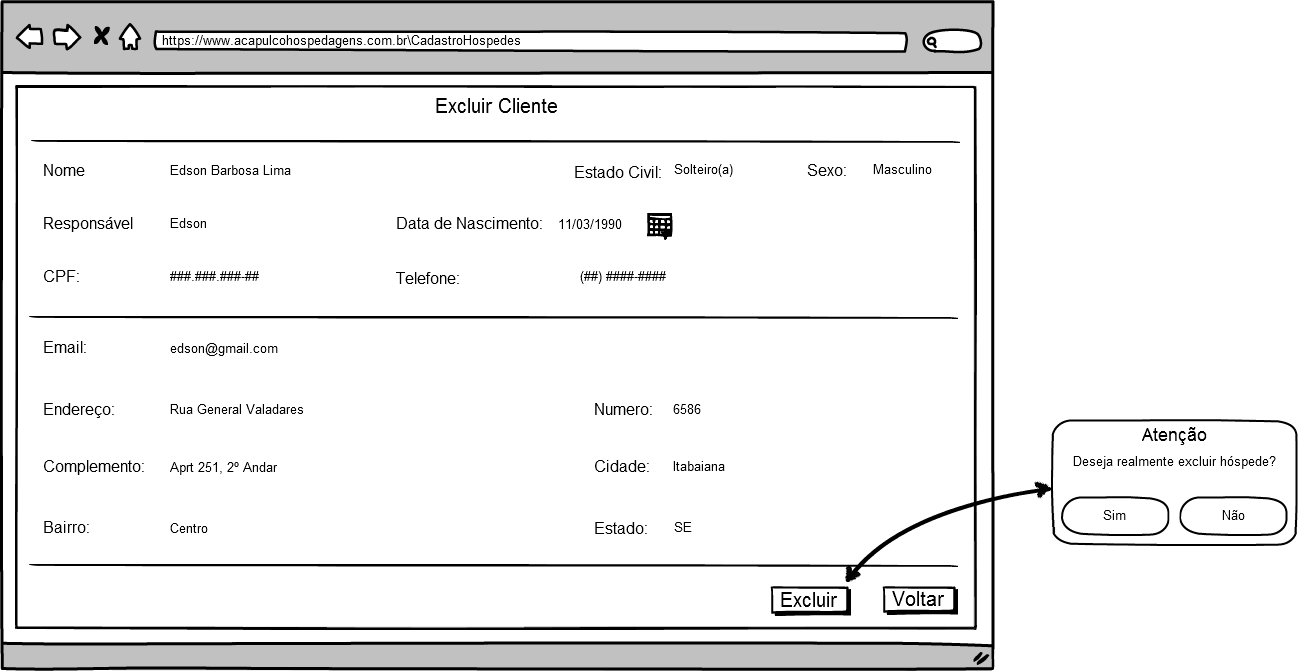 https://www.acapulcohospedagens.com.br\CadastroHospedes
Excluir Cliente
Nome Edson Barbosa Lima Estado Civil: Solteiro(a) Sexo: Masculino
Responsável Edson Data de Nascimento: 11/03/1990
CPF: ###.###.###-## Telefone: (##) ####-####
Email: edson@gmail.com
Endereço: Rua General Valadares Numero: 6586
Complemento: Aprt 251, 2º Andar Cidade: Itabaiana
Bairro: Centro Estado: SE
Excluir Voltar
Atenção
Deseja realmente excluir hóspede?
Sim Não